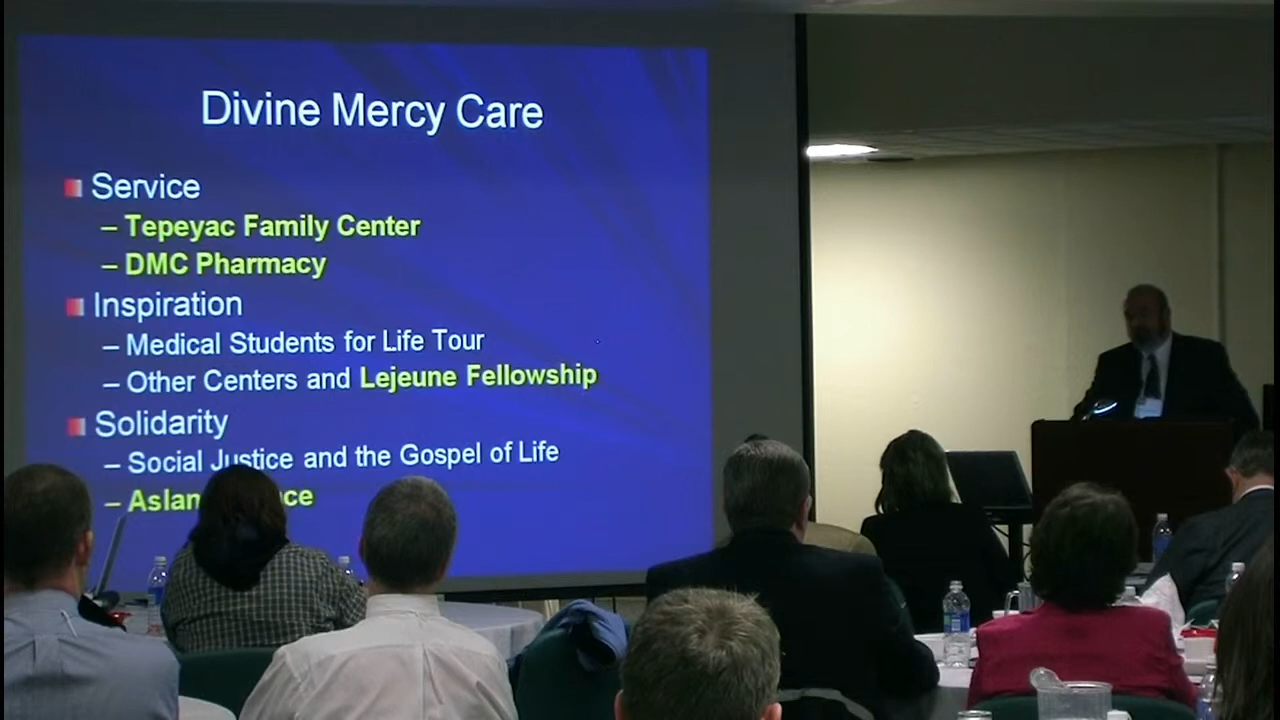 Divine Mercy Care
Service
– Tepeyac Family Center
– DMC Pharmacy
Inspiration
– Medical Students for Life Tour
– Other Centers and Lejeune Fellowship
Solidarity
– Social Justice and the Gospel of Life
– Aslan